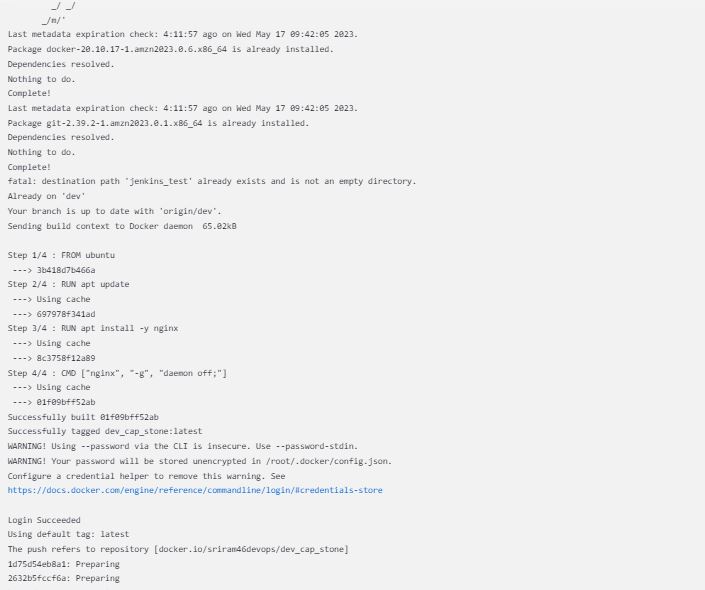 _/ _/
_/m/'
Last metadata expiration check: 4:11:57 ago on Wed May 17 09:42:05 2023.
Package docker-20.10.17-1.amzn2023.0.6.x86_64 is already installed.
Dependencies resolved.
Nothing to do.
Complete!
Last metadata expiration check: 4:11:57 ago on Wed May 17 09:42:05 2023.
Package git-2.39.2-1.amzn2023.0.1.x86_64 is already installed.
Dependencies resolved.
Nothing to do.
Complete!
fatal: destination path 'jenkins_test' already exists and is not an empty directory.
Already on 'dev'
Your branch is up to date with 'origin/dev'.
Sending build context to Docker daemon  65.02kB
Step 1/4 : FROM ubuntu
---> 3b418d7b466a
Step 2/4 : RUN apt update
---> Using cache
---> 697978f341ad
Step 3/4 : RUN apt install -y nginx
---> Using cache
---> 8c3758f12a89
Step 4/4 : CMD ["nginx", "-g", "daemon off;"]
---> Using cache
---> 01f09bff52ab
Successfully built 01f09bff52ab
Successfully tagged dev_cap_stone:latest
WARNING! Using --password via the CLI is insecure. Use --password-stdin.
WARNING! Your password will be stored unencrypted in /root/.docker/config.json.
Configure a credential helper to remove this warning. See
https://docs.docker.com/engine/reference/commandline/login/#credentials-store
Login Succeeded
Using default tag: latest
The push refers to repository [docker.io/sriram46devops/dev_cap_stone]
1d75d54eb8a1: Preparing
2632b5fccf6a: Preparing